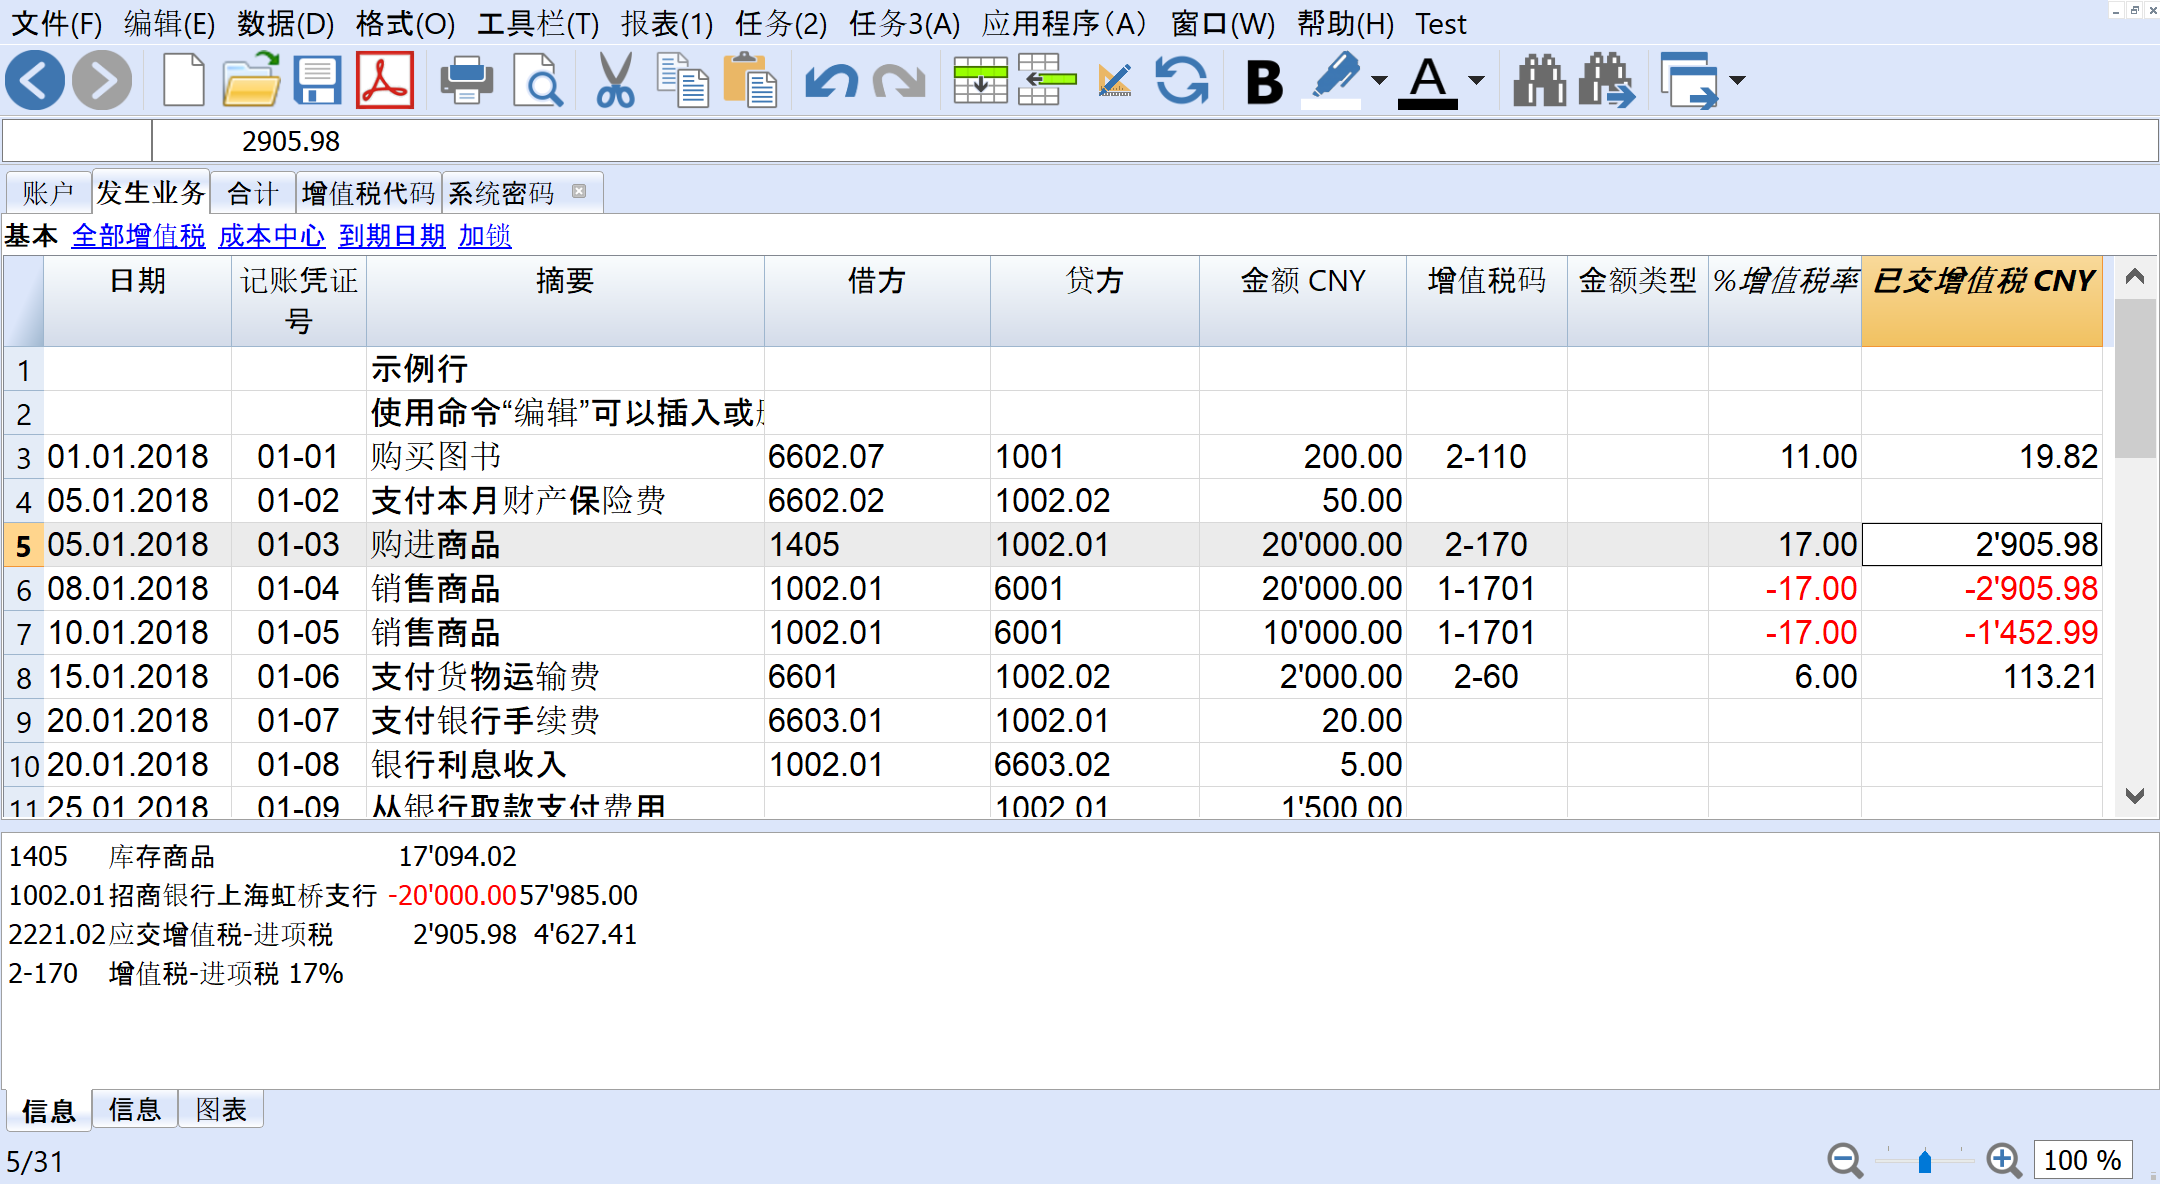 文件(F) 编辑(E) 数据(D) 格式(O) 工具栏(T) 报表(1) 任务(2) 任务3(A) 应用程序(A) 窗口(W) 帮助(H) Test
B A
2905.98
账户 发生业务 合计 增值税代码 系统密码
基本 全部增值税 成本中心 到期日期 加锁
日期 记账凭证号 摘要 借方 贷方 金额 CNY 增值税码 金额类型 %增值税率 已交增值税 CNY
1 示例行
2 使用命令“编辑”可以插入或
3 01.01.2018 01-01 购买图书 6602.07 1001 200.00 2-110 11.00 19.82
4 05.01.2018 01-02 支付本月财产保险费 6602.02 1002.02 50.00
5 05.01.2018 01-03 购进商品 1405 1002.01 20'000.00 2-170 17.00 2'905.98
6 08.01.2018 01-04 销售商品 1002.01 6001 20'000.00 1-1701 -17.00 -2'905.98
7 10.01.2018 01-05 销售商品 1002.01 6001 10'000.00 1-1701 -17.00 -1'452.99
8 15.01.2018 01-06 支付货物运输费 6601 1002.02 2'000.00 2-60 6.00 113.21
9 20.01.2018 01-07 支付银行手续费 6603.01 1002.01 20.00
10 20.01.2018 01-08 银行利息收入 1002.01 6603.02 5.00
11 25.01.2018 01-09 从银行取款支付费用 1002.01 1'500.00
1405 库存商品 17'094.02
1002.01 招商银行上海虹桥支行 -20'000.00 57'985.00
2221.02 应交增值税-进项税 2'905.98 4'627.41
2-170 增值税-进项税 17%
信息 信息 图表
5/31 100 %